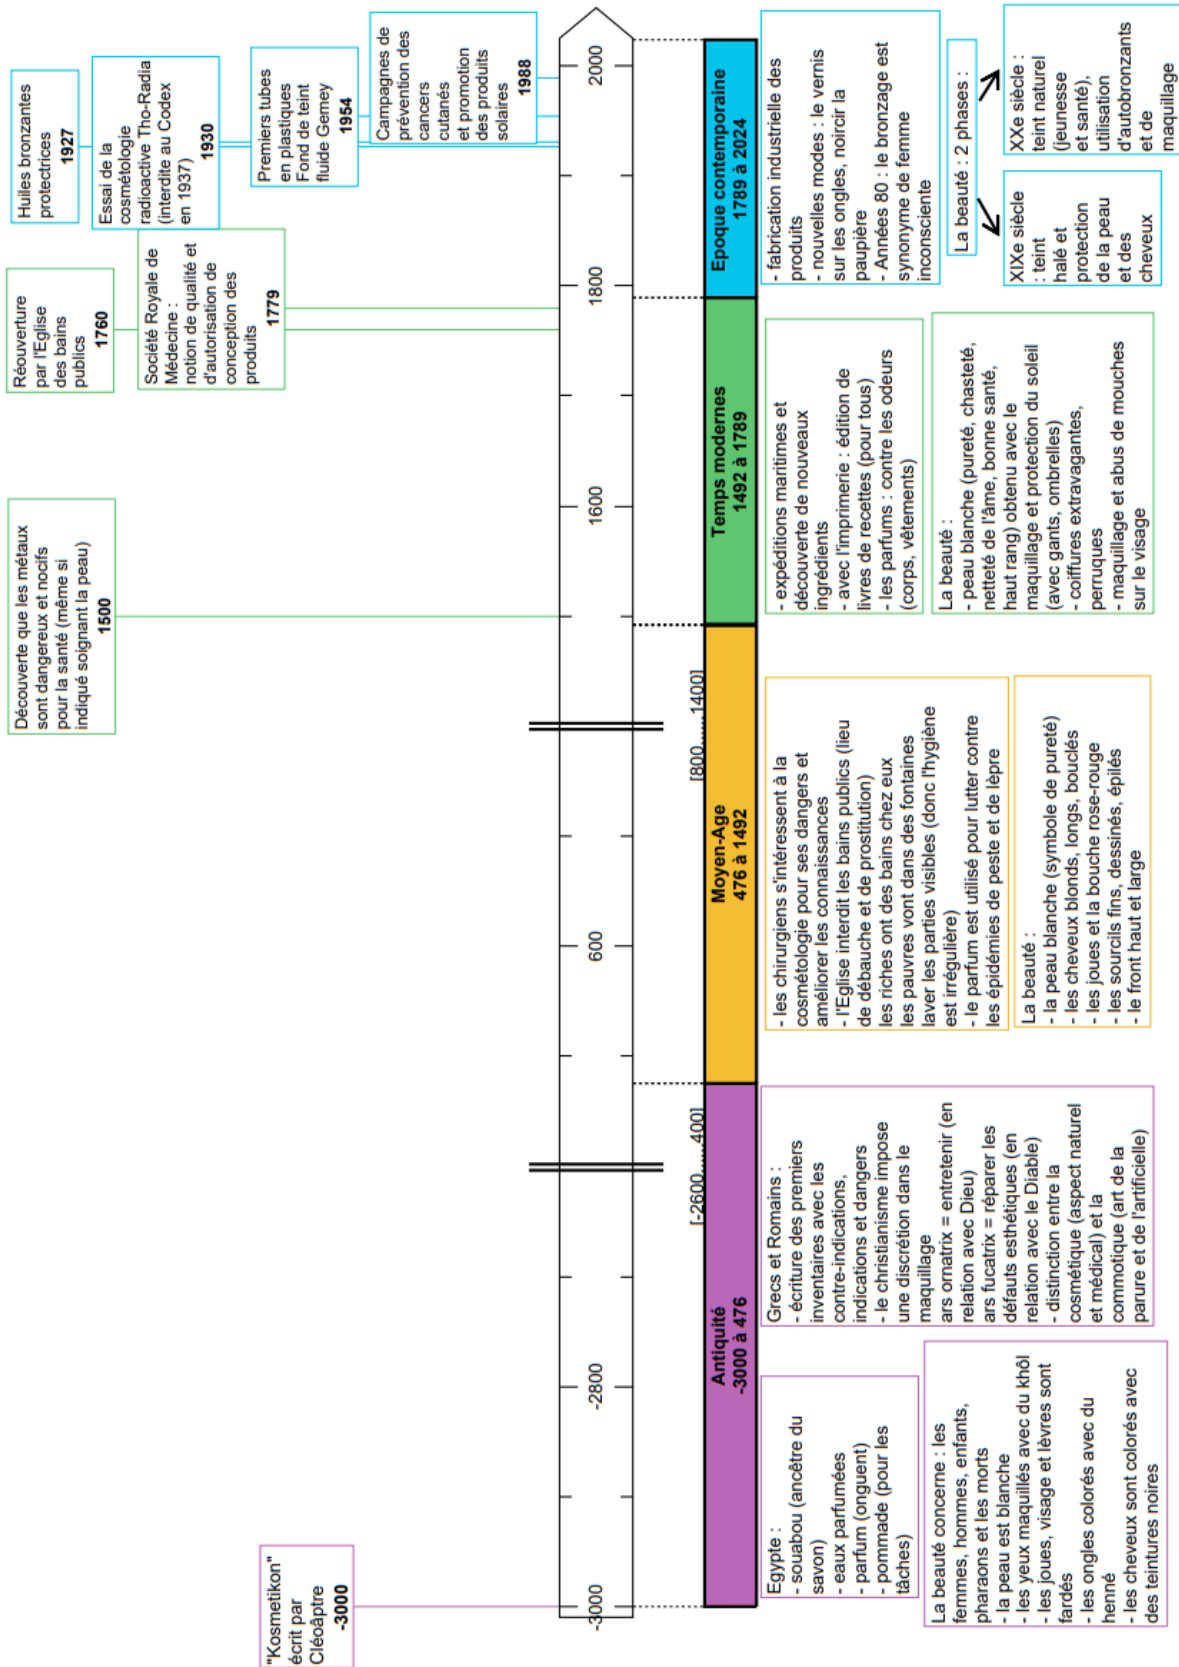 "Kosmetikon"
écrit par
Cléoâptre
-3000
Découverte que les métaux
sont dangereux et nocifs
pour la santé (même si
indiqué soignant la peau)
1500
Réouverture
par l'Eglise
des bains
publics
1760
Société Royale de
Médecine :
notion de qualité et
d'autorisation de
conception des
produits
1779
Huiles bronzantes
protectrices
1927
Essai de la
cosmétologie
radioactive Tho-Radia
(interdite au Codex
en 1937)
1930
Premiers tubes
en plastiques
Fond de teint
fluide Gemey
1954
Campagnes de
prévention des
cancers
cutanés
et promotion
des produits
solaires
1988
-3000
-2800
600
1600
1800
2000
[-2600.......400]
[800.......1400]
Antiquité
-3000 à 476
Moyen-Age
476 à 1492
Temps modernes
1492 à 1789
Epoque contemporaine
1789 à 2024
Egypte :
- souabou (ancêtre du
savon)
- eaux parfumées
- parfum (onguent)
- pommade (pour les
tâches)
La beauté concerne : les
femmes, hommes, enfants,
pharaons et les morts
- la peau est blanche
- les yeux maquillés avec du khôl
- les joues, visage et lèvres sont
fardés
- les ongles colorés avec du
henné
- les cheveux sont colorés avec
des teintures noires
Grecs et Romains :
- écriture des premiers
inventaires avec les
contre-indications,
indications et dangers
- le christianisme impose
une discrétion dans le
maquillage
ars ornatrix = entretenir (en
relation avec Dieu)
ars fucatrix = réparer les
défauts esthétiques (en
relation avec le Diable)
- distinction entre la
cosmétique (aspect naturel
et médical) et la
commotique (art de la
parure et de l'artificielle)
- les chirurgiens s'intéressent à la
cosmétologie pour ses dangers et
améliorer les connaissances
- l'Eglise interdit les bains publics (lieu
de débauche et de prostitution)
les riches ont des bains chez eux
les pauvres vont dans des fontaines
laver les parties visibles (donc l'hygiène
est irrégulière)
- le parfum est utilisé pour lutter contre
les épidémies de peste et de lèpre
La beauté :
- la peau blanche (symbole de pureté)
- les cheveux blonds, longs, bouclés
- les joues et la bouche rose-rouge
- les sourcils fins, dessinés, épilés
- le front haut et large
- expéditions maritimes et
découverte de nouveaux
ingrédients
- avec l'imprimerie : édition de
livres de recettes (pour tous)
- les parfums : contre les odeurs
(corps, vêtements)
La beauté :
- peau blanche (pureté, chasteté,
netteté de l'âme, bonne santé,
haut rang) obtenu avec le
maquillage et protection du soleil
(avec gants, ombrelles)
- coiffures extravagantes,
perruques
- maquillage et abus de mouches
sur le visage
- fabrication industrielle des
produits
- nouvelles modes : le vernis
sur les ongles, noircir la
paupière
- Années 80 : le bronzage est
synonyme de femme
inconsciente
La beauté : 2 phases :
XIXe siècle
: teint
halé et
protection
de la peau
et des
cheveux
XXe siècle :
teint naturel
(jeunesse
et santé),
utilisation
d'autobronzants
et de
maquillage